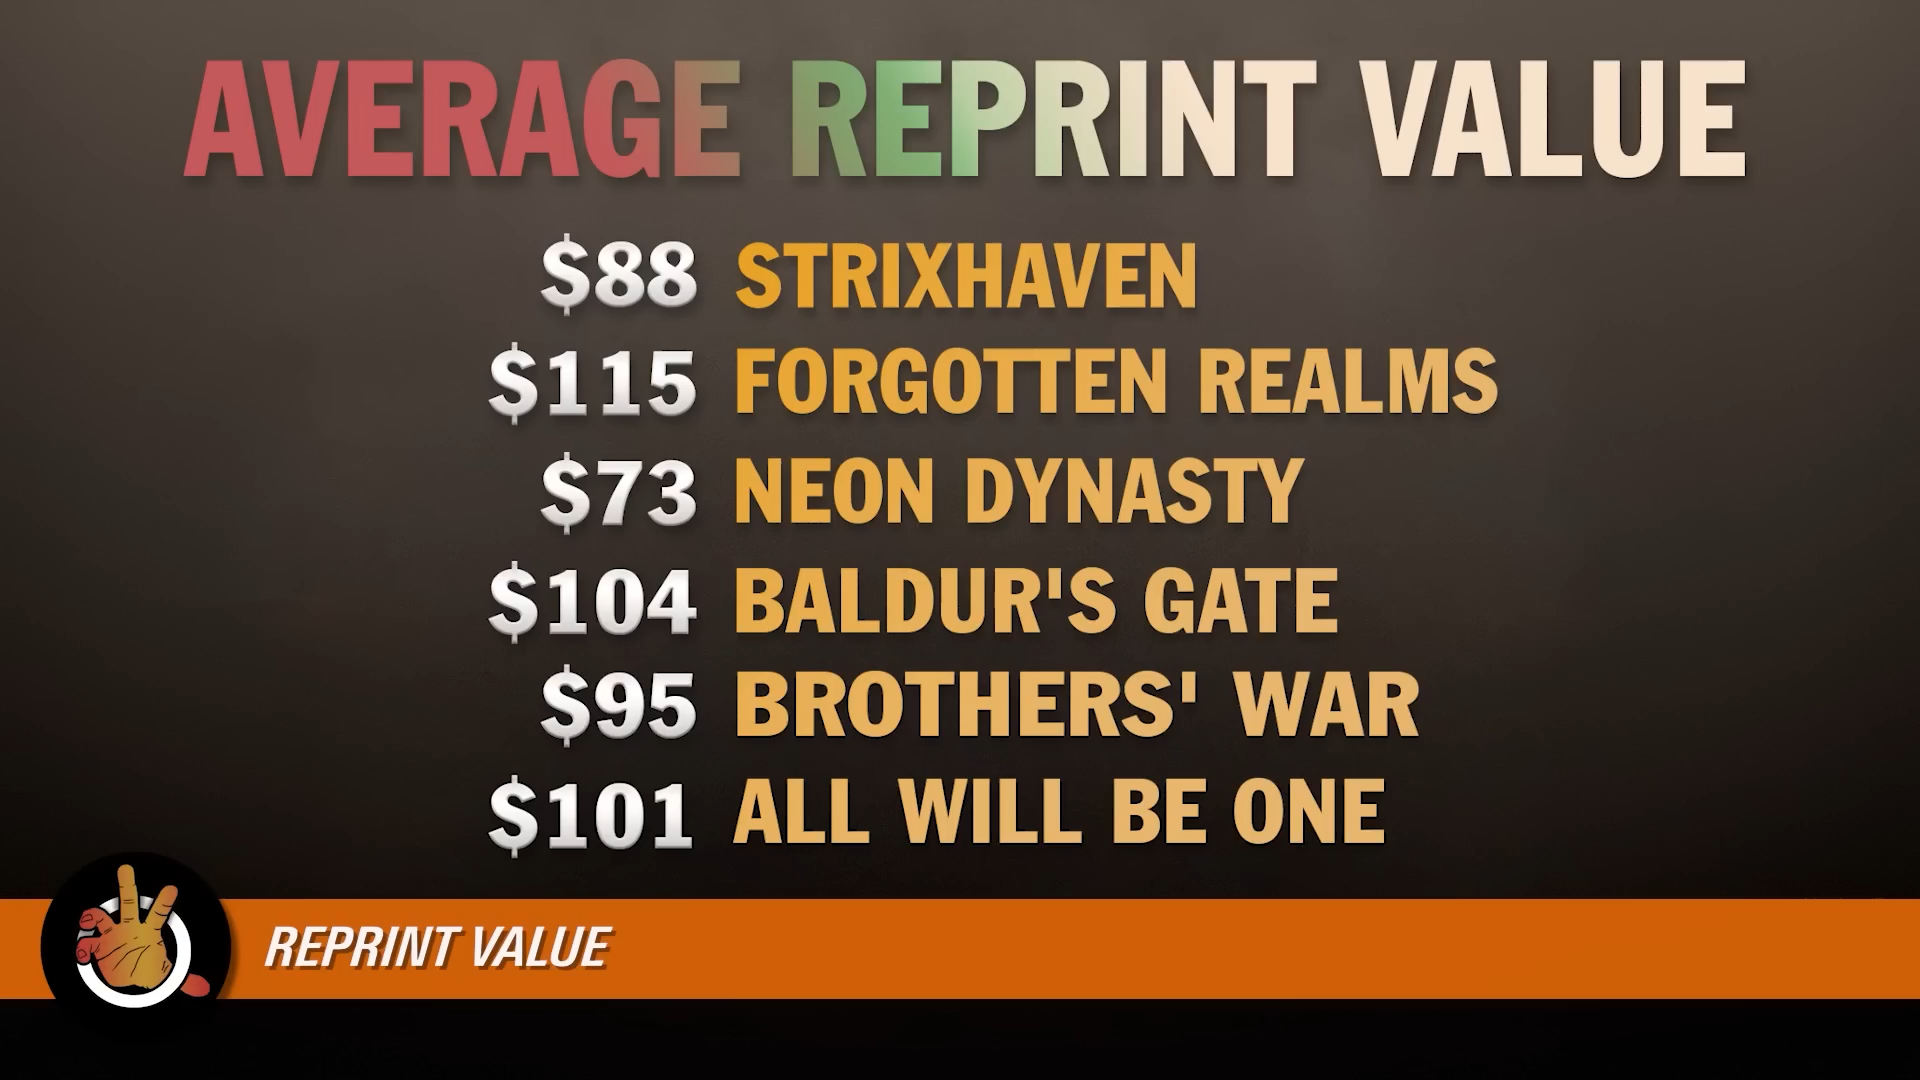 AVERAGE REPRINT VALUE
$88 STRIXHAVEN
$115 FORGOTTEN REALMS
$73 NEON DYNASTY
$104 BALDUR'S GATE
$95 BROTHERS' WAR
$101 ALL WILL BE ONE
REPRINT VALUE